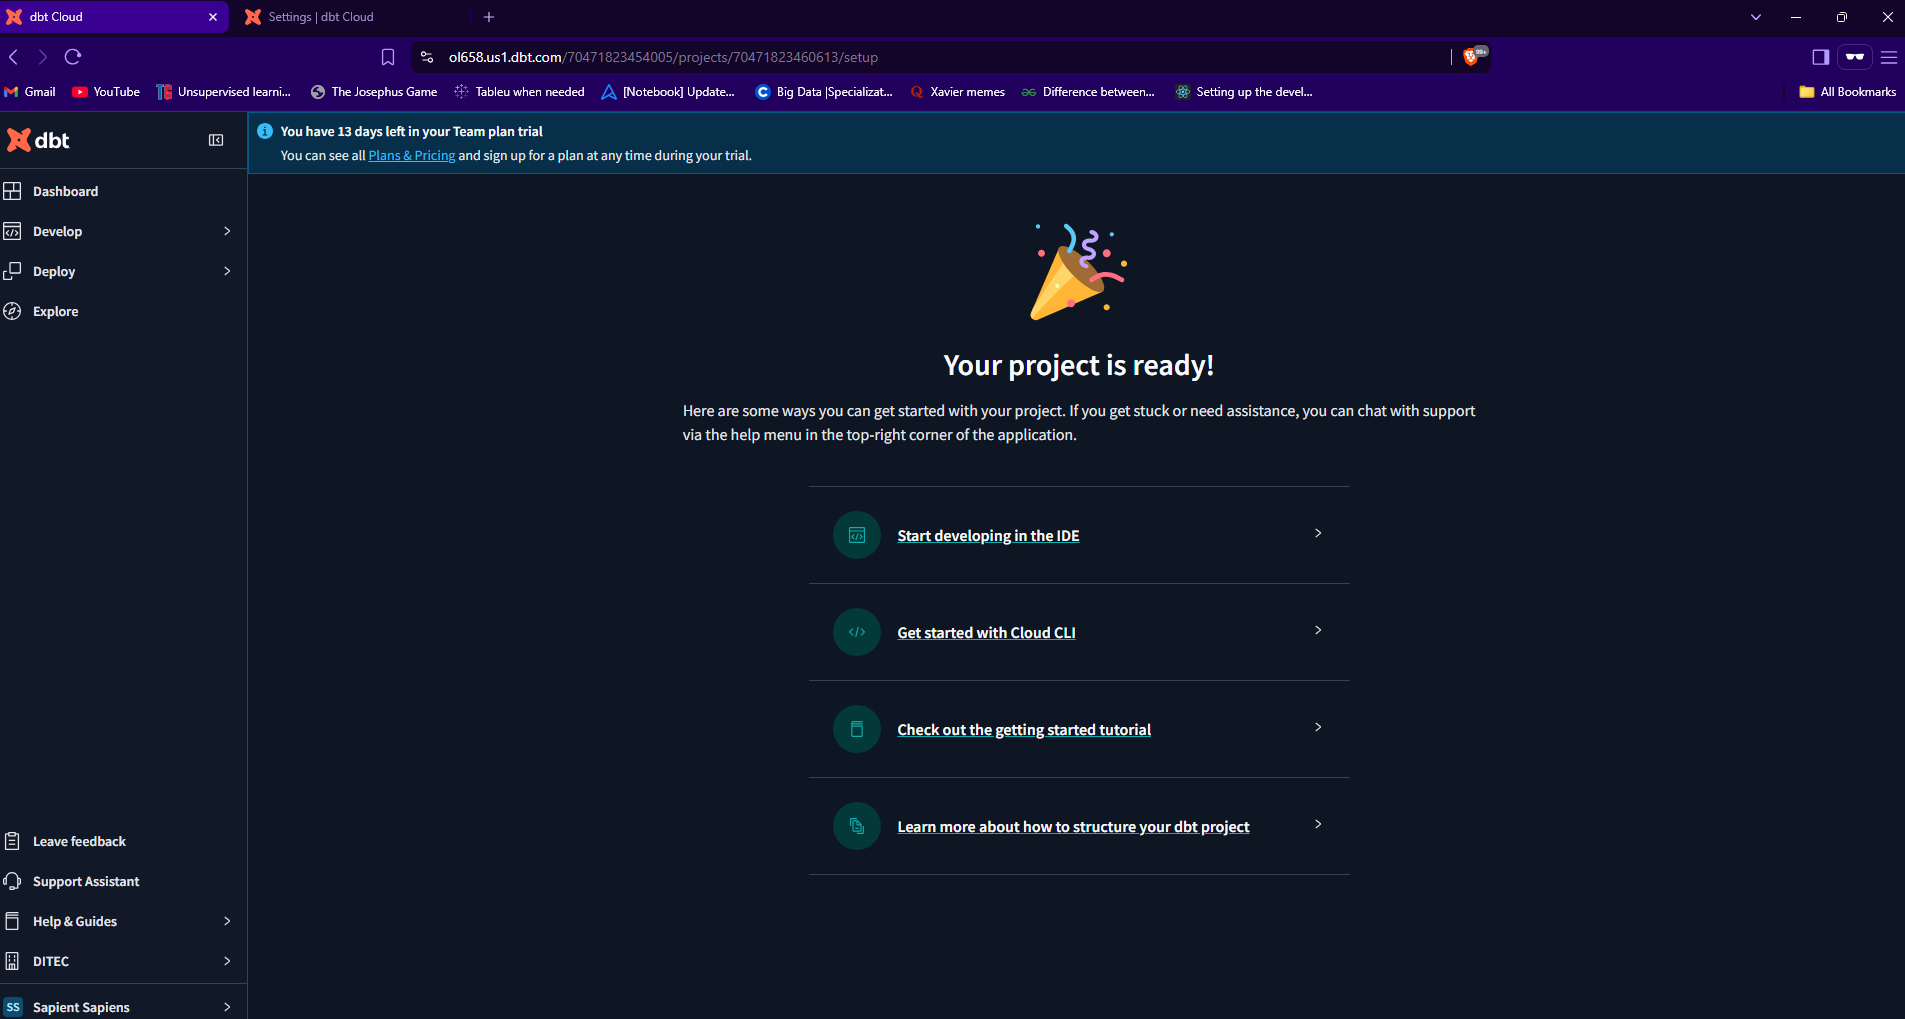 dbt Cloud
Settings | dbt Cloud
ol658.us1.dbt.com/70471823454005/projects/70471823460613/setup
99+
Gmail
YouTube
Unsupervised learni...
The Josephus Game
Tableu when needed
[Notebook] Update...
Big Data |Specializat...
Xavier memes
Difference between...
Setting up the devel...
All Bookmarks
dbt
Dashboard
Develop
Deploy
Explore
Leave feedback
Support Assistant
Help & Guides
DITEC
SS Sapient Sapiens
You have 13 days left in your Team plan trial
You can see all Plans & Pricing and sign up for a plan at any time during your trial.
Your project is ready!
Here are some ways you can get started with your project. If you get stuck or need assistance, you can chat with support
via the help menu in the top-right corner of the application.
Start developing in the IDE
Get started with Cloud CLI
Check out the getting started tutorial
Learn more about how to structure your dbt project